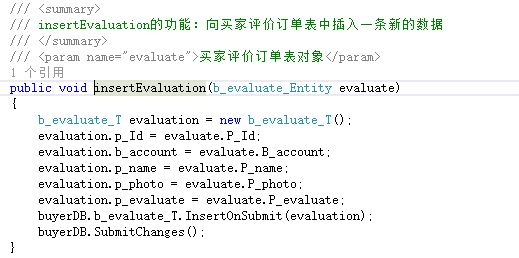 /// <summary>
/// insertEvaluation的功能：向买家评价订单表中插入一条新的数据
/// </summary>
/// <param name="evaluate">买家评价订单表对象</param>
1 个引用
public void insertEvaluation(b_evaluate_Entity evaluate)
{
    b_evaluate_T evaluation = new b_evaluate_T();
    evaluation.p_Id = evaluate.P_Id;
    evaluation.b_account = evaluate.B_account;
    evaluation.p_name = evaluate.P_name;
    evaluation.p_photo = evaluate.P_photo;
    evaluation.p_evaluate = evaluate.P_evaluate;
    buyerDB.b_evaluate_T.InsertOnSubmit(evaluation);
    buyerDB.SubmitChanges();
}